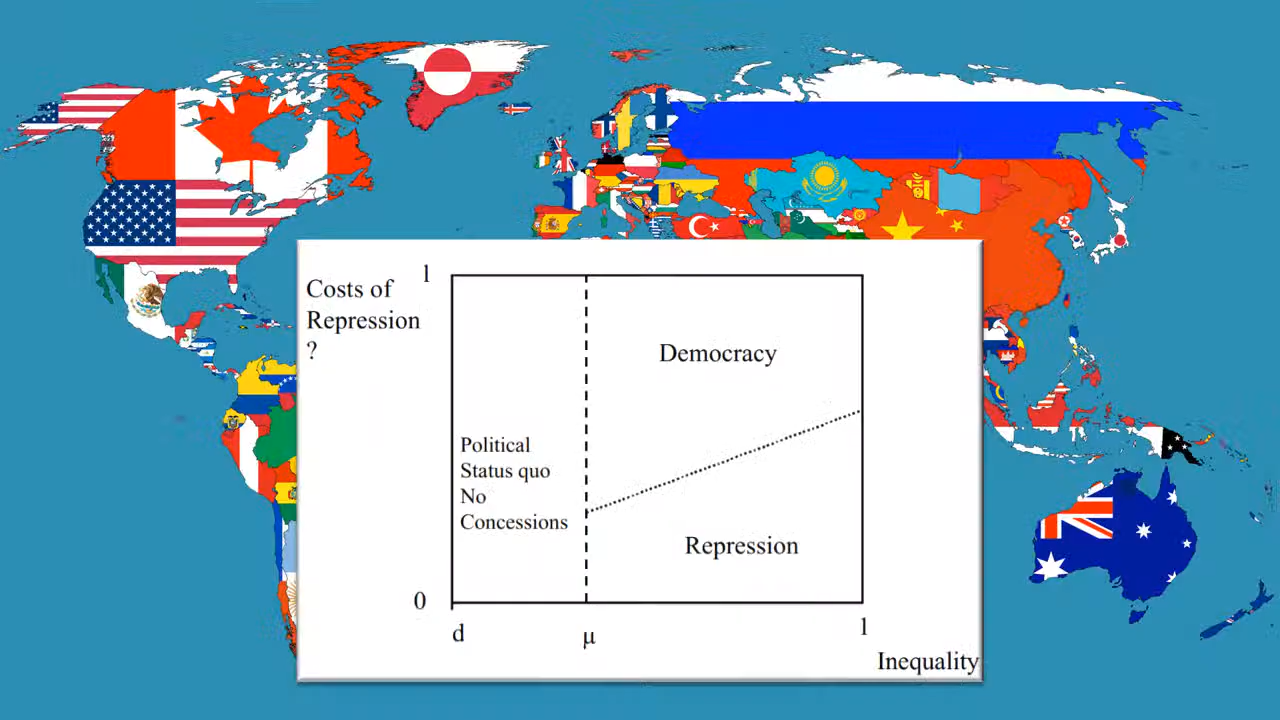 Costs of
Repression
?
1
Democracy
Political
Status quo
No
Concessions
Repression
0
d
μ
1
Inequality